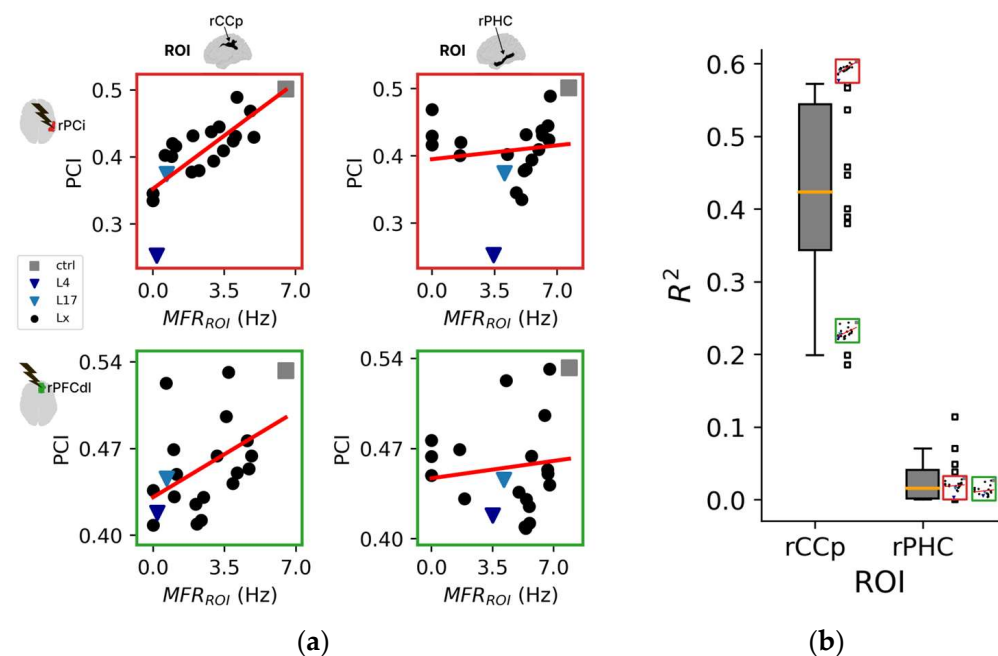 rCCp
ROI
rPHC
ROI
rPCi
PCI
0.5
0.4
0.3
0.0 3.5 7.0
MFR_ROI (Hz)
PCI
0.5
0.4
0.3
0.0 3.5 7.0
MFR_ROI (Hz)
ctrl
L4
L17
Lx
rPFCdl
PCI
0.54
0.47
0.40
0.0 3.5 7.0
MFR_ROI (Hz)
PCI
0.54
0.47
0.40
0.0 3.5 7.0
MFR_ROI (Hz)
(a)
R²
0.6
0.5
0.4
0.3
0.2
0.1
0.0
rCCp rPHC
ROI
(b)